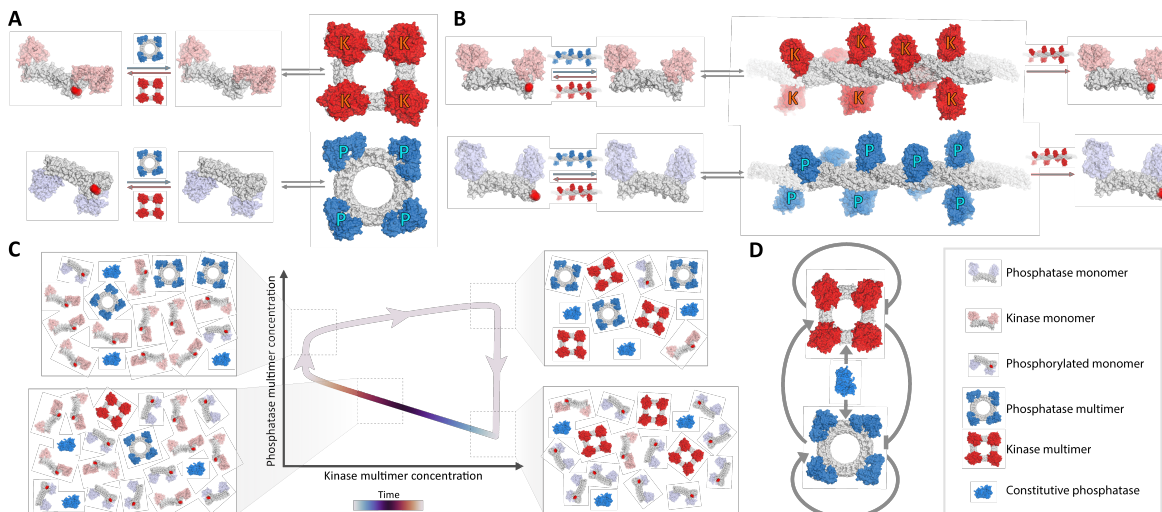 A
B
K K
K K
P P
P P
K K K K
K K K
P P P P
P P P
C
Phosphatase multimer concentration
Kinase multimer concentration
Time
D
Phosphatase monomer
Kinase monomer
Phosphorylated monomer
Phosphatase multimer
Kinase multimer
Constitutive phosphatase